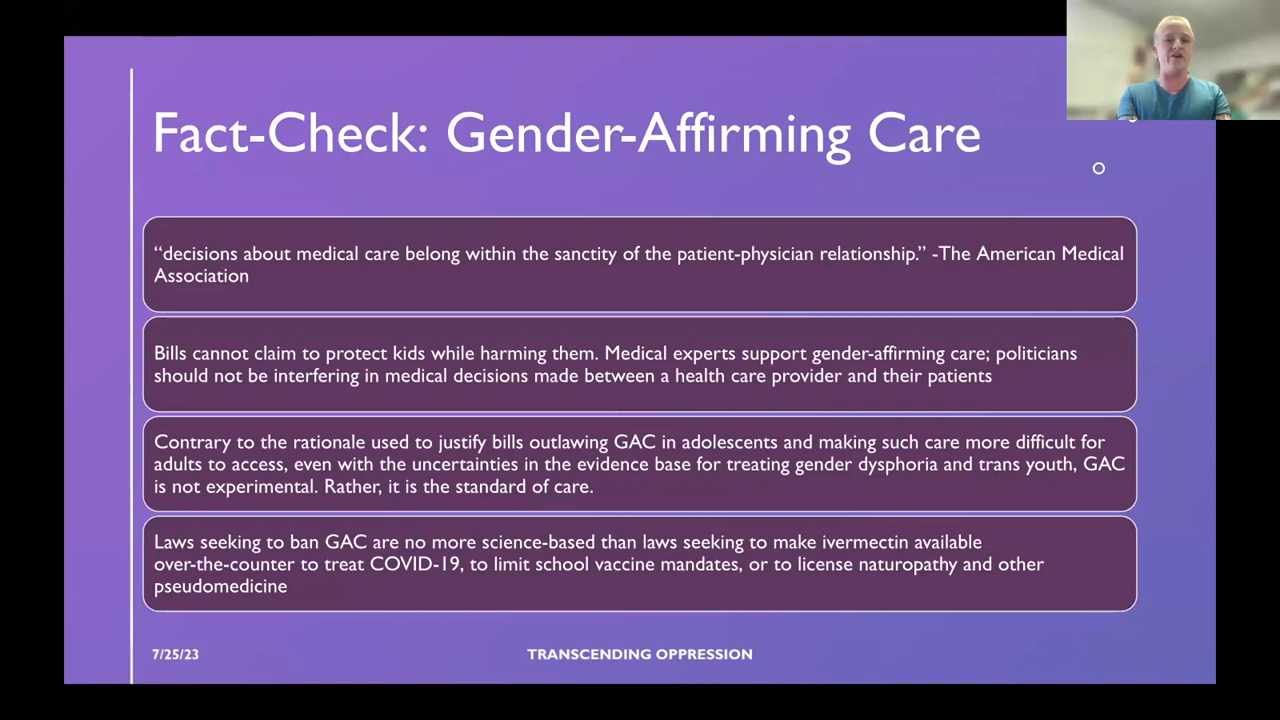 Fact-Check: Gender-Affirming Care
“decisions about medical care belong within the sanctity of the patient-physician relationship.” -The American Medical
Association
Bills cannot claim to protect kids while harming them. Medical experts support gender-affirming care; politicians
should not be interfering in medical decisions made between a health care provider and their patients
Contrary to the rationale used to justify bills outlawing GAC in adolescents and making such care more difficult for
adults to access, even with the uncertainties in the evidence base for treating gender dysphoria and trans youth, GAC
is not experimental. Rather, it is the standard of care.
Laws seeking to ban GAC are no more science-based than laws seeking to make ivermectin available
over-the-counter to treat COVID-19, to limit school vaccine mandates, or to license naturopathy and other
pseudomedicine
7/25/23
TRANSCENDING OPPRESSION